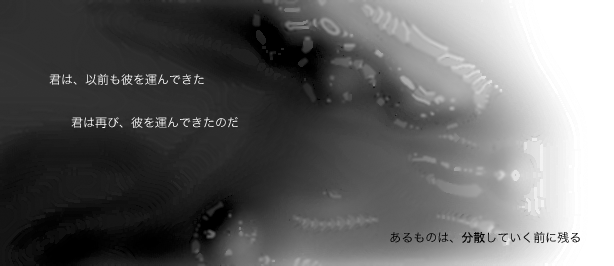 君は、以前も彼を運んできた
君は再び、彼を運んできたのだ
あるものは、分散していく前に残る